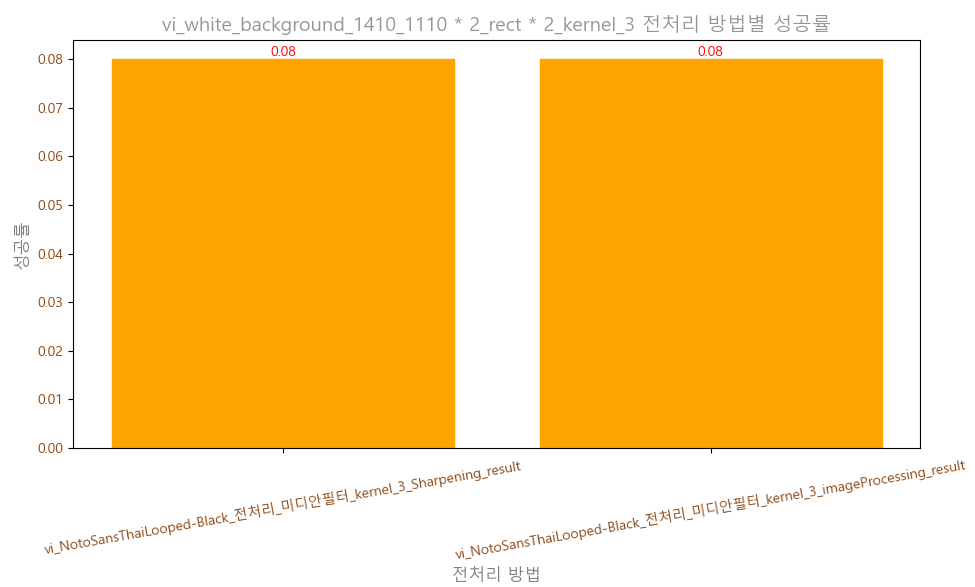 vi_white_background_1410_1110 * 2_rect * 2_kernel_3 전처리 방법별 성공률
0.08
0.08
0.08
0.07
0.06
0.05
0.04
0.03
0.02
0.01
0.00
성공률
vi_NotoSansThaiLooped-Black_전처리_미디안필터_kernel_3_Sharpening_result
vi_NotoSansThaiLooped-Black_전처리_미디안필터_kernel_3_imageProcessing_result
전처리 방법